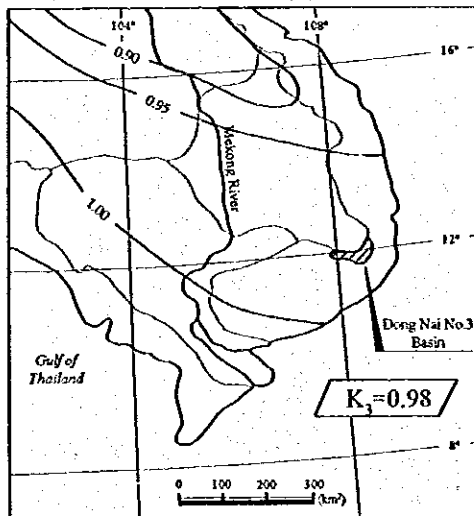 104°
108°
0.90
16°
0.95
Mekong River
1.00
12°
Dong Nai No.3
Basin
Gulf of
Thailand
K₃=0.98
8°
0 100 200 300
(km²)